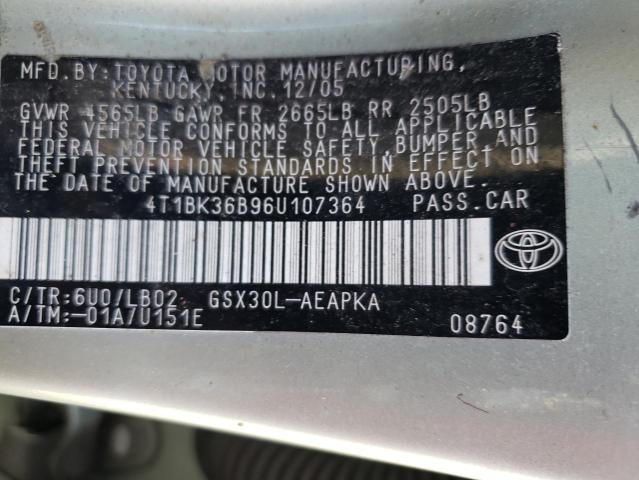 MFD. BY: TOYOTA MOTOR MANUFACTURING,
KENTUCKY, INC. 12/05
GVWR 4565LB GAWR FR 2665LB RR 2505LB
THIS VEHICLE CONFORMS TO ALL APPLICABLE
FEDERAL MOTOR VEHICLE SAFETY, BUMPER, AND
THEFT PREVENTION STANDARDS IN EFFECT ON
THE DATE OF MANUFACTURE SHOWN ABOVE.
4T1BK36B96U107364 PASS.CAR
C/TR:6U0/LB02 GSX30L-AEAPKA
A/TM:-01A/U151E
08764